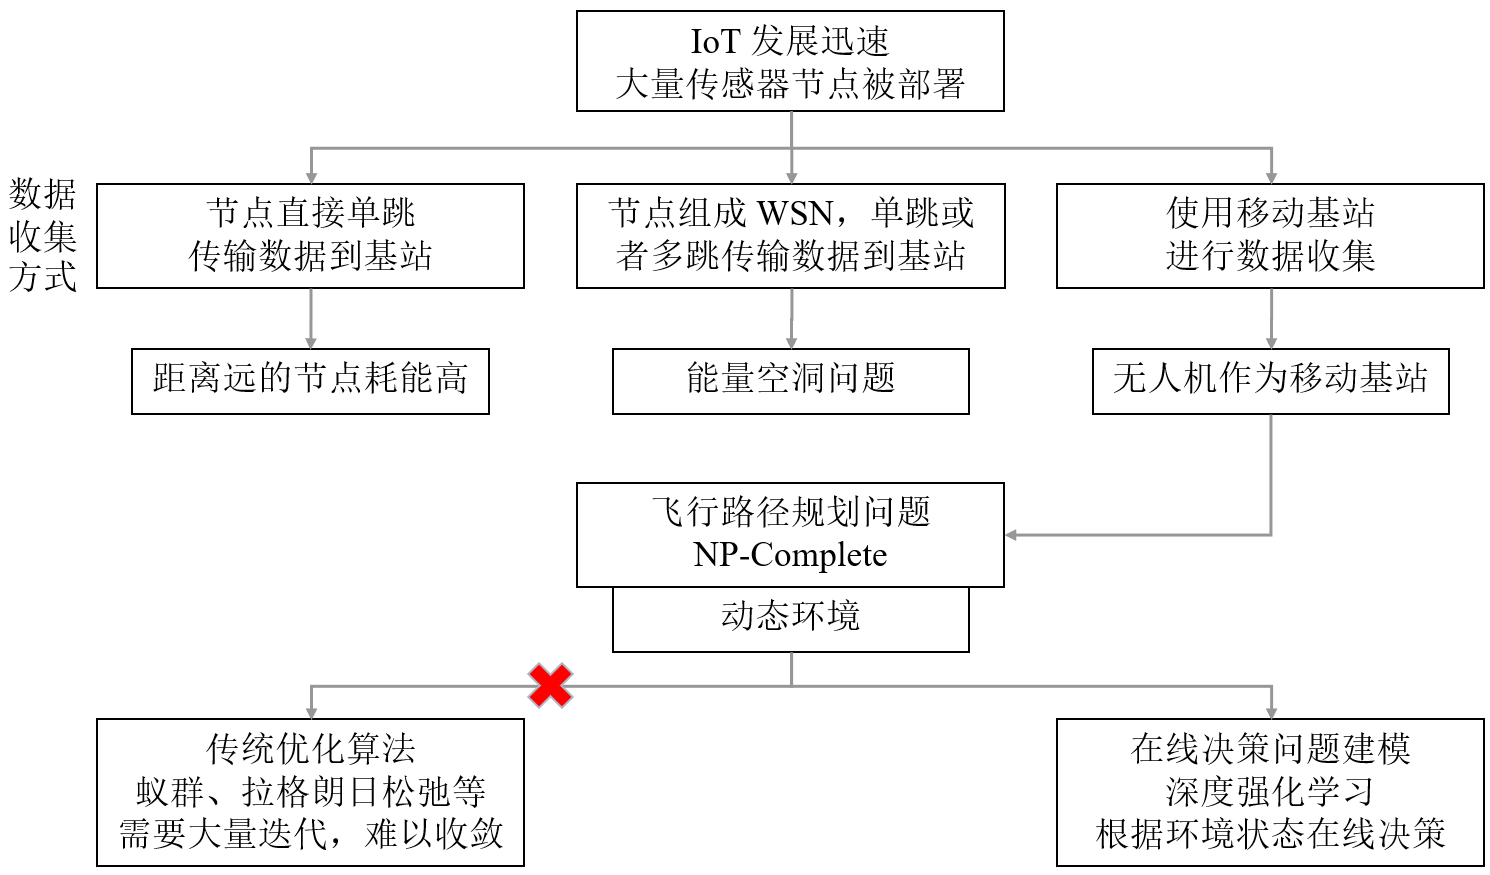 IoT 发展迅速
大量传感器节点被部署
数据
收集
方式
节点直接单跳
传输数据到基站
节点组成 WSN，单跳或
者多跳传输数据到基站
使用移动基站
进行数据收集
距离远的节点耗能高
能量空洞问题
无人机作为移动基站
飞行路径规划问题
NP-Complete
动态环境
传统优化算法
蚁群、拉格朗日松弛等
需要大量迭代，难以收敛
在线决策问题建模
深度强化学习
根据环境状态在线决策